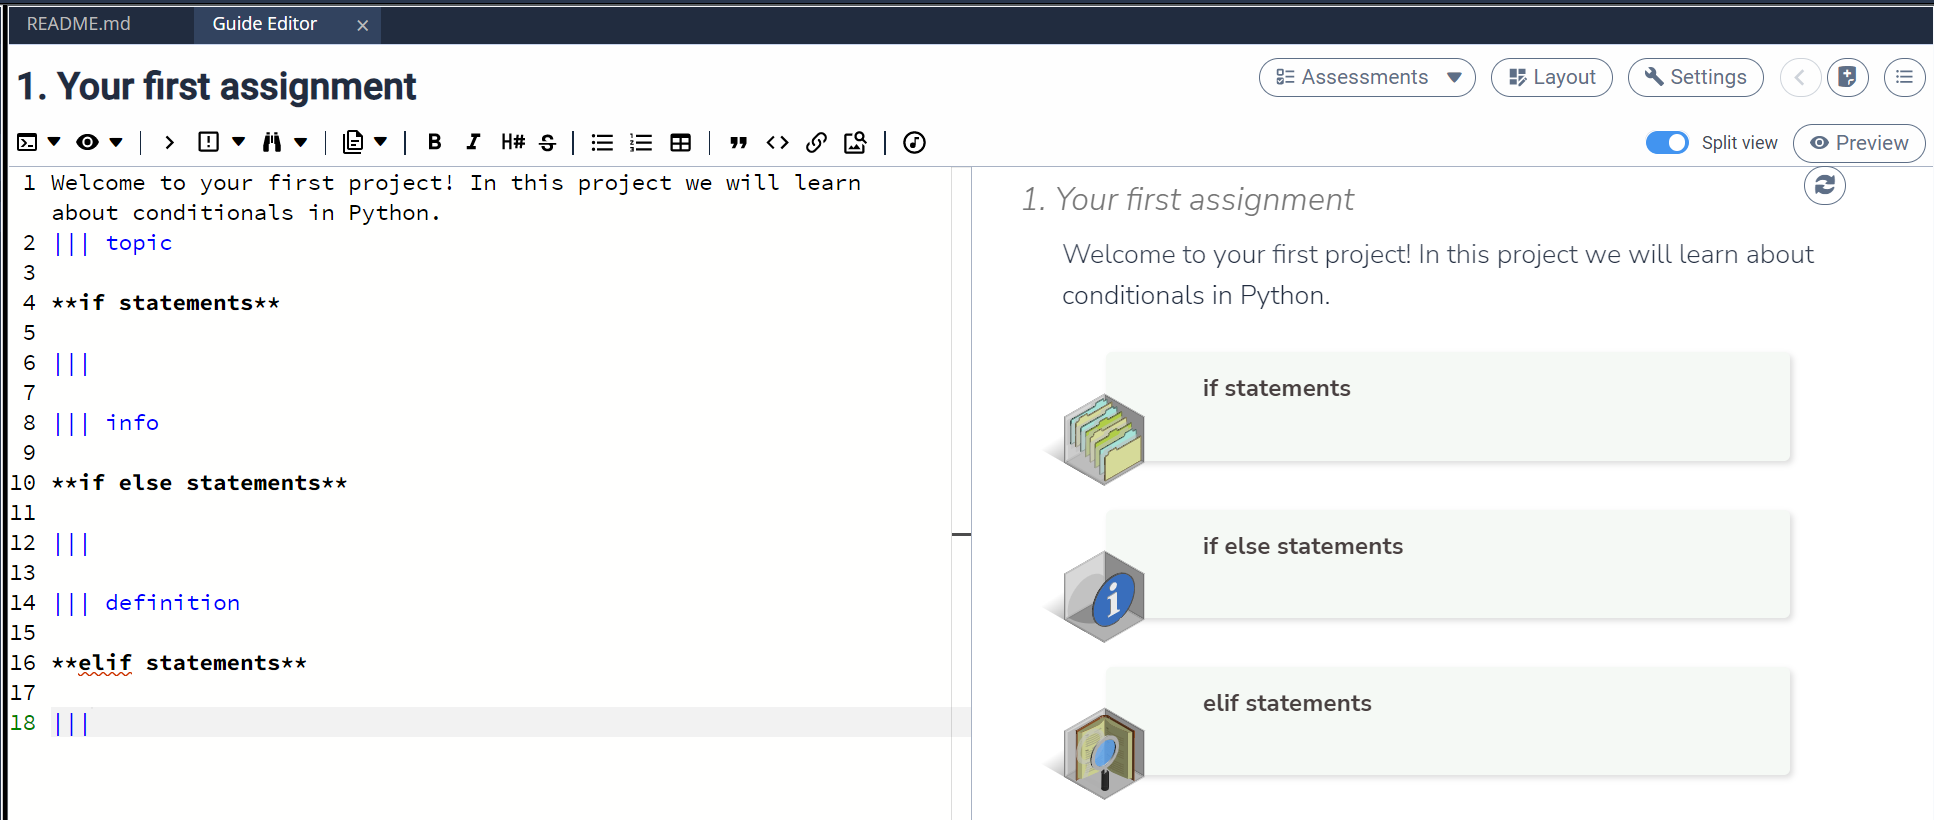 README.md
Guide Editor
1. Your first assignment
Assessments
Layout
Settings
B I H# S
Split view
Preview
1 Welcome to your first project! In this project we will learn
about conditionals in Python.
2 ||| topic
3
4 **if statements**
5
6 |||
7
8 ||| info
9
10 **if else statements**
11
12 |||
13
14 ||| definition
15
16 **elif statements**
17
18 |||
1. Your first assignment
Welcome to your first project! In this project we will learn about
conditionals in Python.
if statements
if else statements
i
elif statements